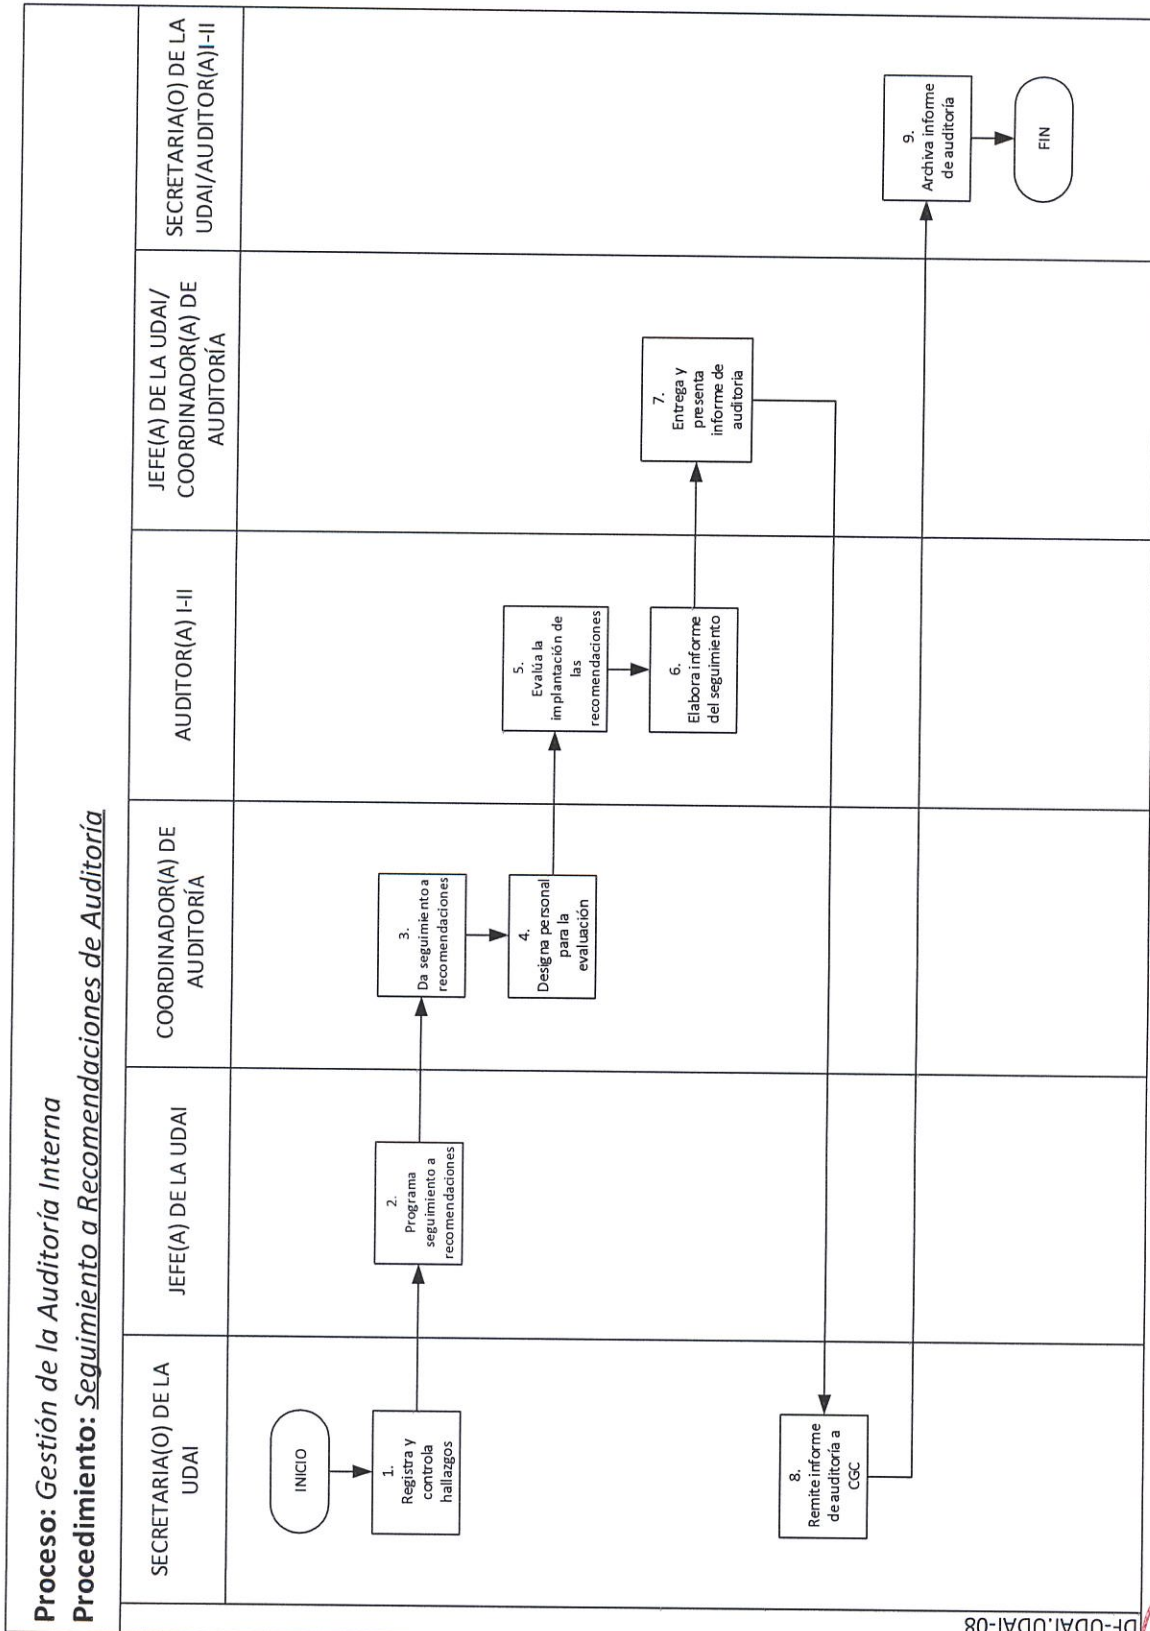 Proceso: Gestión de la Auditoría Interna
Procedimiento: Seguimiento a Recomendaciones de Auditoría
SECRETARIA(O) DE LA
UDAI
JEFE(A) DE LA UDAI
COORDINADOR(A) DE
AUDITORÍA
AUDITOR(A) I-II
JEFE(A) DE LA UDAI/
COORDINADOR(A) DE
AUDITORÍA
SECRETARIA(O) DE LA
UDAI/AUDITOR(A)I-II
INICIO
1.
Registra y
controla
hallazgos
2.
Programa
seguimiento a
recomendaciones
3.
Da seguimiento a
recomendaciones
4.
Designa personal
para la
evaluación
5.
Evalúa la
implantación de
las
recomendaciones
6.
Elabora informe
del seguimiento
7.
Entrega y
presenta
informe de
auditoria
8.
Remite informe
de auditoría a
CGC
9.
Archiva informe
de auditoría
FIN
DF-UDAI.UDAI-08